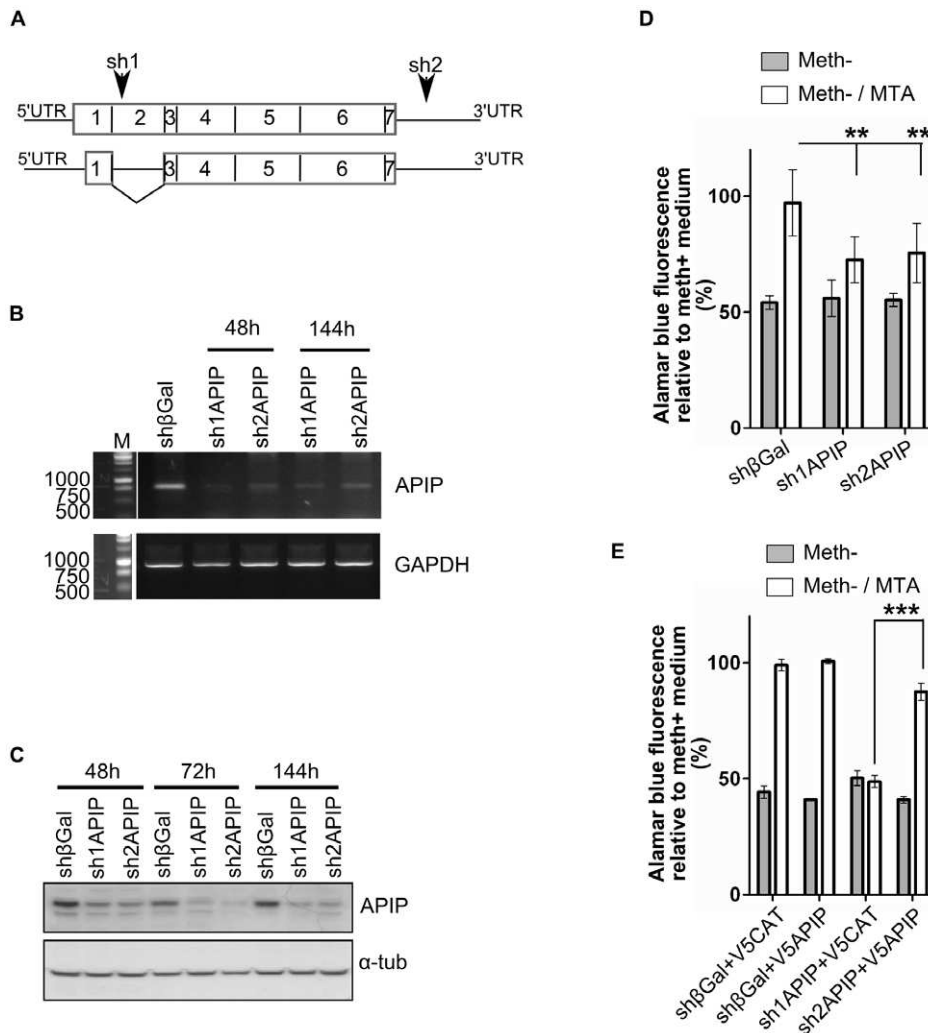 A
sh1
sh2
5'UTR 1 2 3 4 5 6 7 3'UTR
5'UTR 1 3 4 5 6 7 3'UTR
B
48h 144h
M shβGal sh1APIP sh2APIP sh1APIP sh2APIP
1000
750
500
APIP
1000
750
500
GAPDH
C
48h 72h 144h
shβGal sh1APIP sh2APIP shβGal sh1APIP sh2APIP shβGal sh1APIP sh2APIP
APIP
α-tub
D
Meth-
Meth- / MTA
** **
Alamar blue fluorescence
relative to meth+ medium
(%)
100
50
0
shβGal sh1APIP sh2APIP
E
Meth-
Meth- / MTA
***
Alamar blue fluorescence
relative to meth+ medium
(%)
100
50
0
shβGal+V5CAT shβGal+V5APIP sh1APIP+V5CAT sh2APIP+V5APIP